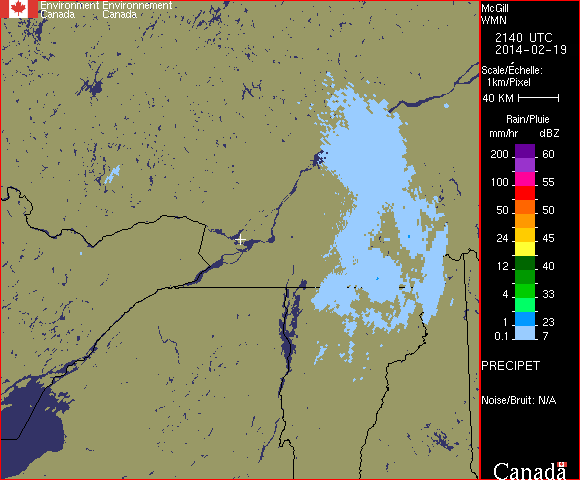 Environment Environnement
Canada Canada
McGill
WMN
2140 UTC
2014-02-19
Scale/Échelle:
1km/Pixel
40 KM
Rain/Pluie
mm/hr dBZ
200 60
100 55
50 50
24 45
12 40
4 33
1 23
0.1 7
PRECIPET
Noise/Bruit: N/A
Canada